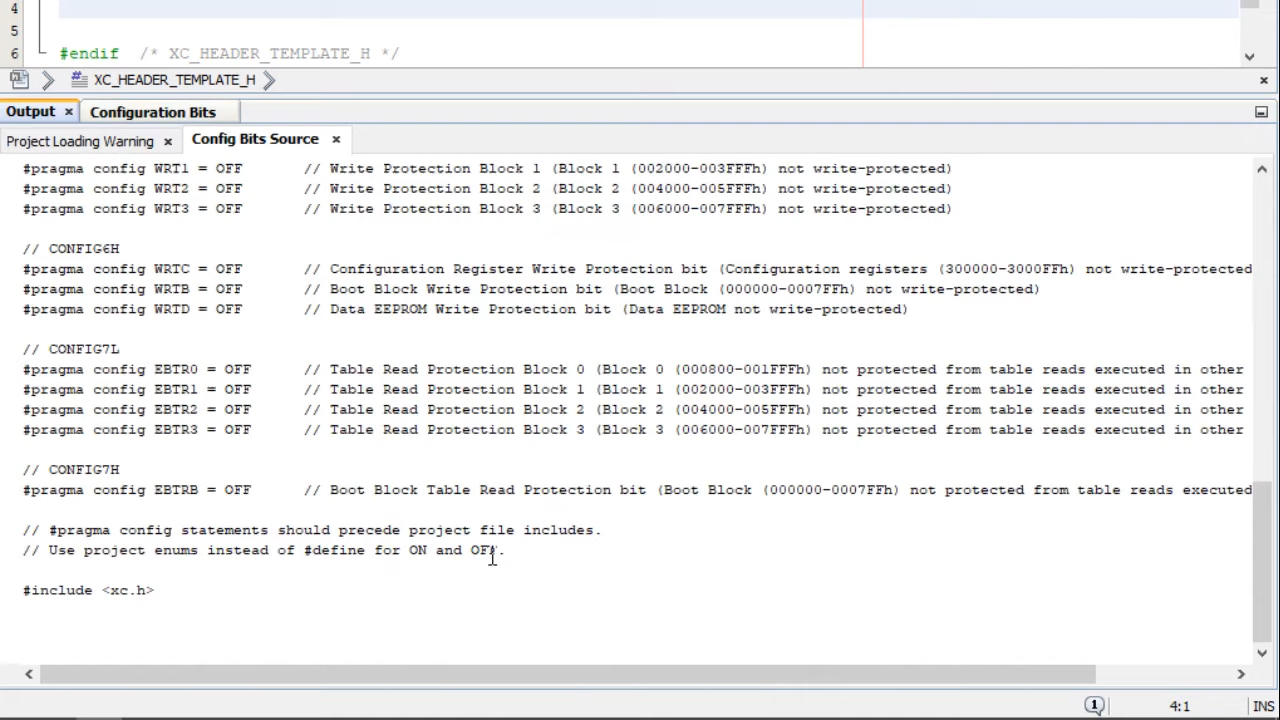 4
5
6 #endif /* XC_HEADER_TEMPLATE_H */
XC_HEADER_TEMPLATE_H
Output Configuration Bits
Project Loading Warning Config Bits Source
#pragma config WRT1 = OFF // Write Protection Block 1 (Block 1 (002000-003FFFh) not write-protected)
#pragma config WRT2 = OFF // Write Protection Block 2 (Block 2 (004000-005FFFh) not write-protected)
#pragma config WRT3 = OFF // Write Protection Block 3 (Block 3 (006000-007FFFh) not write-protected)
// CONFIG6H
#pragma config WRTC = OFF // Configuration Register Write Protection bit (Configuration registers (300000-3000FFh) not write-protected
#pragma config WRTB = OFF // Boot Block Write Protection bit (Boot Block (000000-0007FFh) not write-protected)
#pragma config WRTD = OFF // Data EEPROM Write Protection bit (Data EEPROM not write-protected)
// CONFIG7L
#pragma config EBTR0 = OFF // Table Read Protection Block 0 (Block 0 (000800-001FFFh) not protected from table reads executed in other
#pragma config EBTR1 = OFF // Table Read Protection Block 1 (Block 1 (002000-003FFFh) not protected from table reads executed in other
#pragma config EBTR2 = OFF // Table Read Protection Block 2 (Block 2 (004000-005FFFh) not protected from table reads executed in other
#pragma config EBTR3 = OFF // Table Read Protection Block 3 (Block 3 (006000-007FFFh) not protected from table reads executed in other
// CONFIG7H
#pragma config EBTRB = OFF // Boot Block Table Read Protection bit (Boot Block (000000-0007FFh) not protected from table reads executed
// #pragma config statements should precede project file includes.
// Use project enums instead of #define for ON and OFF.
#include <xc.h>
1 4:1 INS